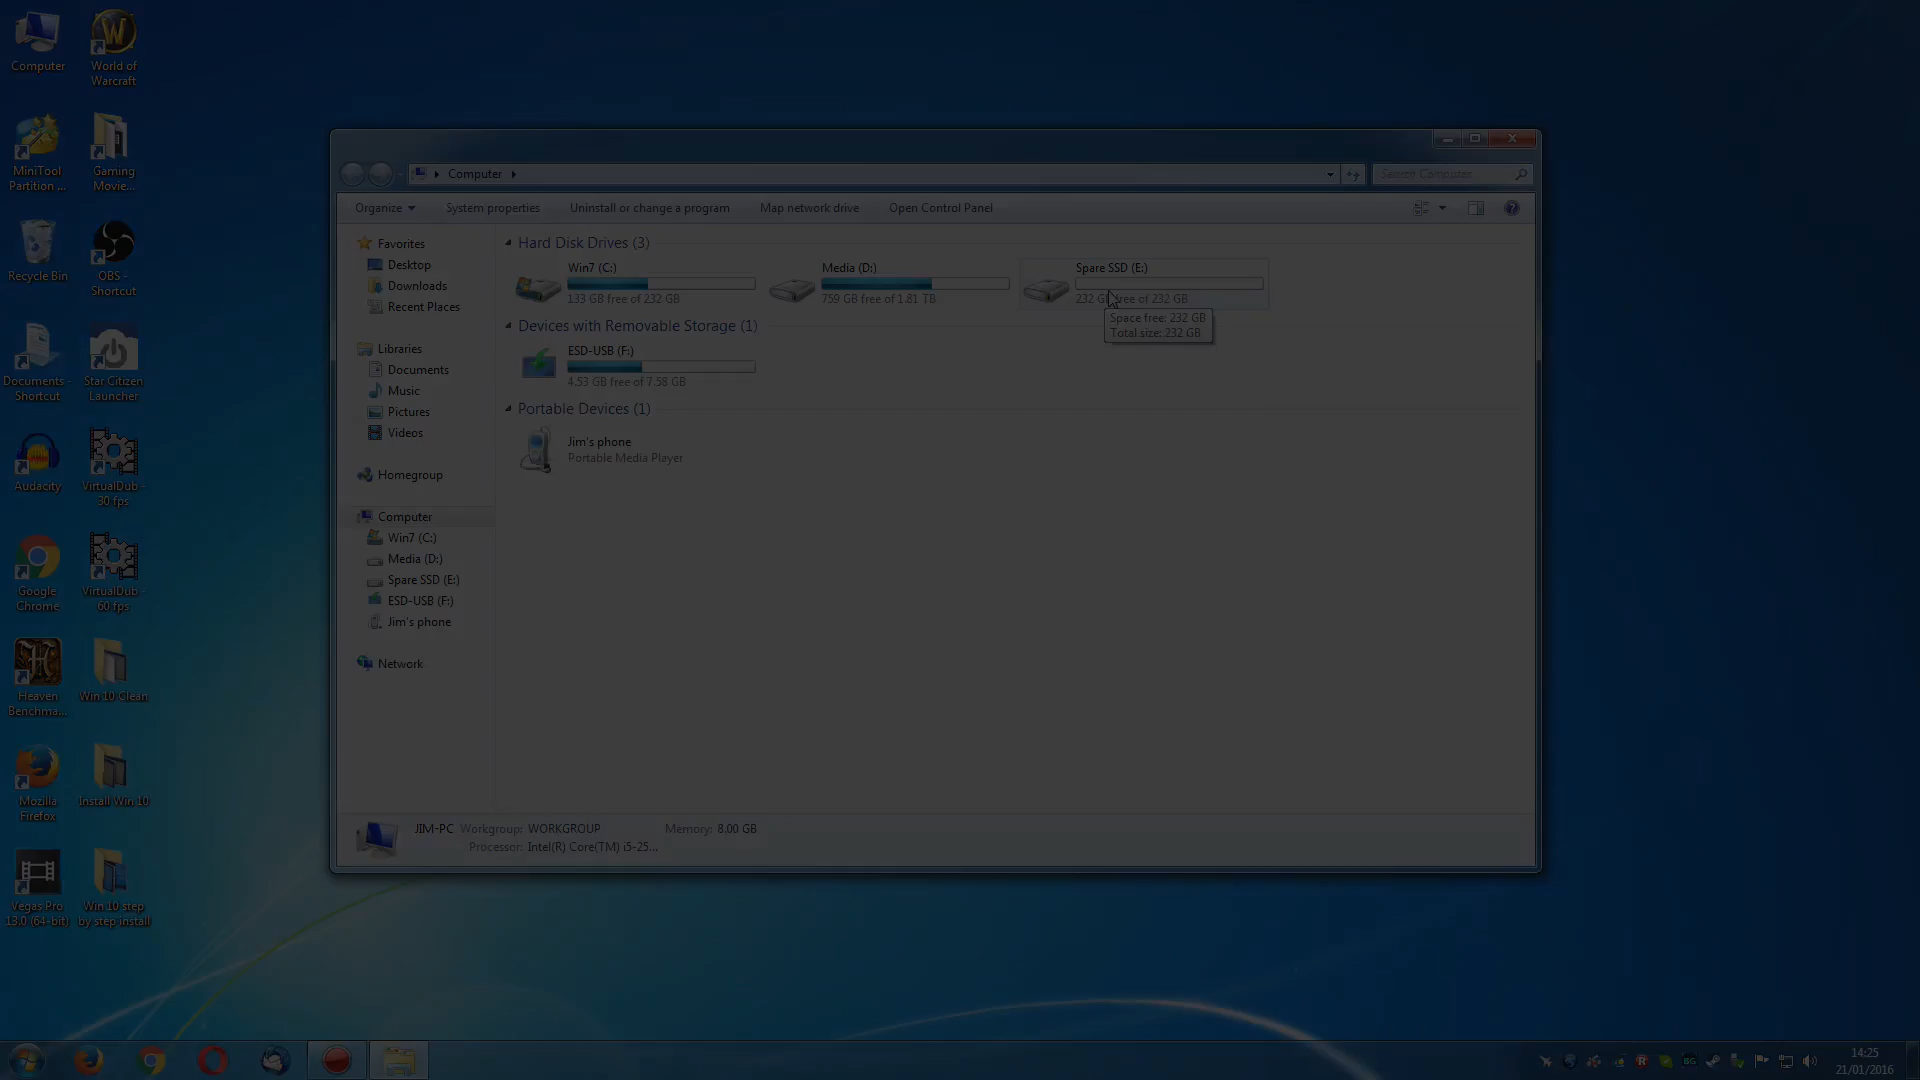 Computer
World of
Warcraft
MiniTool
Partition ...
Gaming
Movie...
Recycle Bin
OBS -
Shortcut
Documents -
Shortcut
Star Citizen
Launcher
Audacity
VirtualDub -
30 fps
Google
Chrome
VirtualDub -
60 fps
Heaven
Benchma...
Win 10 Clean
Mozilla
Firefox
Install Win 10
Vegas Pro
13.0 (64-bit)
Win 10 step
by step install
Computer
Search Computer
Organize System properties Uninstall or change a program Map network drive Open Control Panel
Favorites
Desktop
Downloads
Recent Places
Libraries
Documents
Music
Pictures
Videos
Homegroup
Computer
Win7 (C:)
Media (D:)
Spare SSD (E:)
ESD-USB (F:)
Jim's phone
Network
Hard Disk Drives (3)
Win7 (C:)
133 GB free of 232 GB
Media (D:)
759 GB free of 1.81 TB
Spare SSD (E:)
232 GB free of 232 GB
Space free: 232 GB
Total size: 232 GB
Devices with Removable Storage (1)
ESD-USB (F:)
4.53 GB free of 7.58 GB
Portable Devices (1)
Jim's phone
Portable Media Player
JIM-PC Workgroup: WORKGROUP Memory: 8.00 GB
Processor: Intel(R) Core(TM) i5-25...
R
BG
14:25
21/01/2016